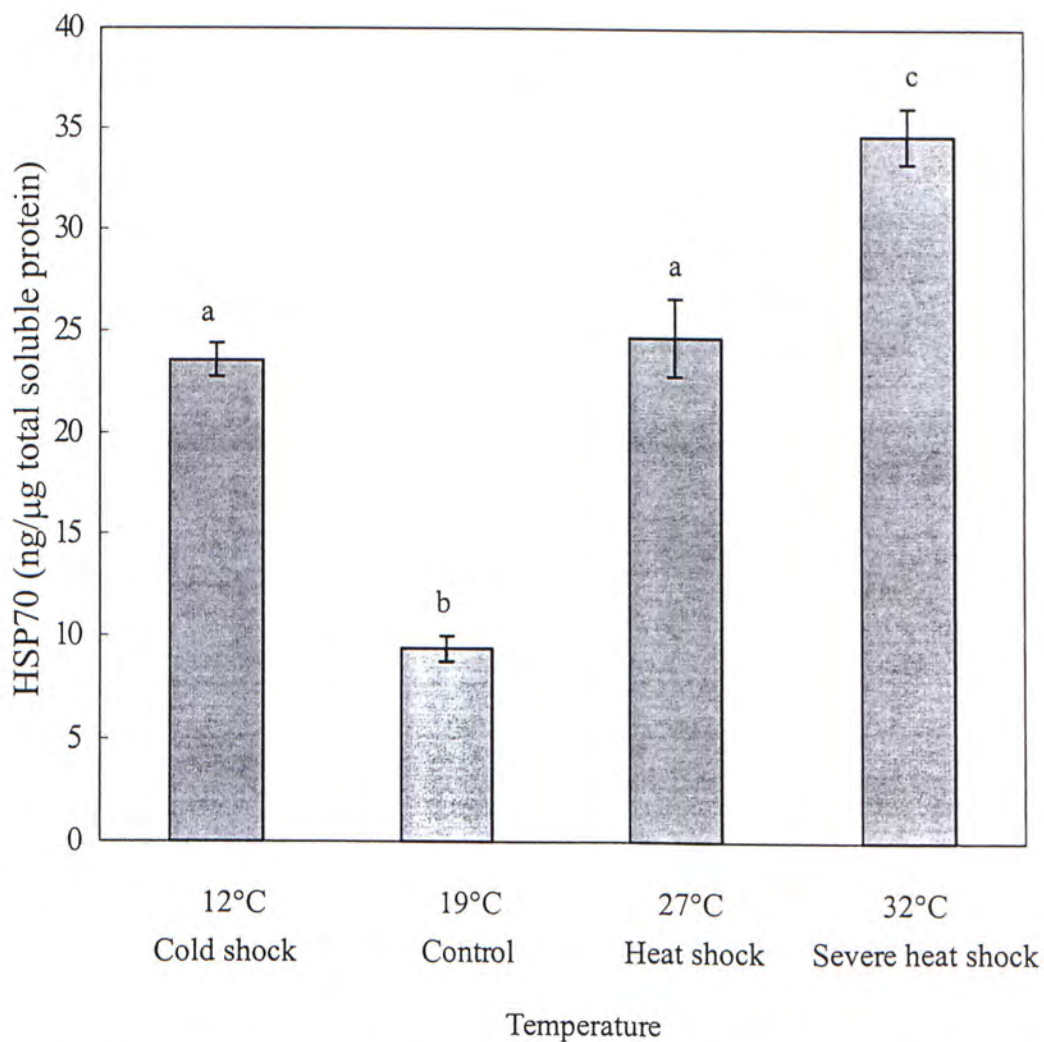 HSP70 (ng/µg total soluble protein)
40
35
30
25
20
15
10
5
0
a
b
a
c
12°C
19°C
27°C
32°C
Cold shock
Control
Heat shock
Severe heat shock
Temperature